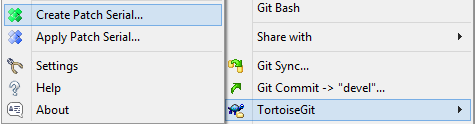 Create Patch Serial...
Apply Patch Serial...
Settings
Help
About
Git Bash
Share with
Git Sync...
Git Commit -> "devel"...
TortoiseGit